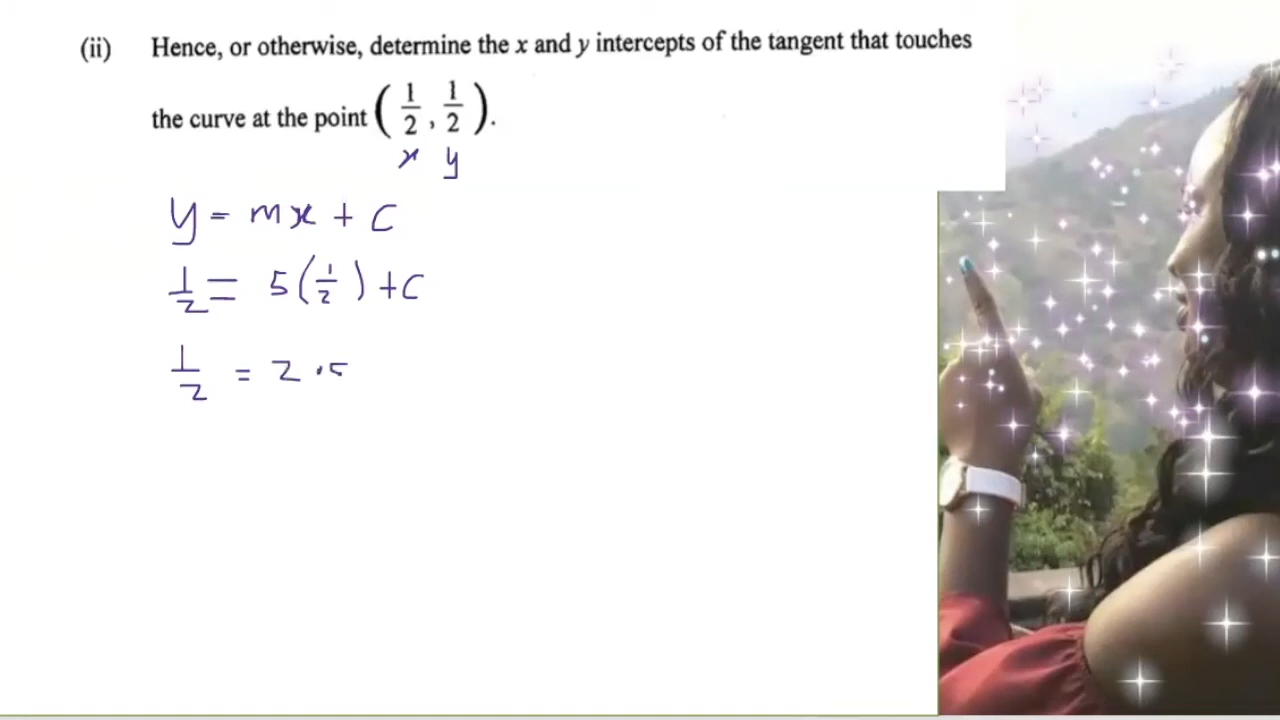 (ii) Hence, or otherwise, determine the x and y intercepts of the tangent that touches
the curve at the point (1/2, 1/2).
x y
y = mx + c
1/2 = 5(1/2) + c
1/2 = 2.5